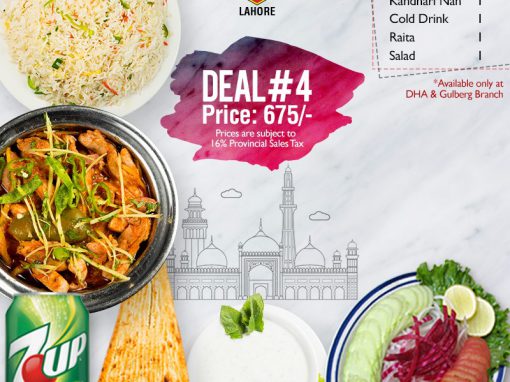 LAHORE
Kandhari Nan 1
Cold Drink 1
Raita 1
Salad 1
*Available only at
DHA & Gulberg Branch
DEAL #4
Price: 675/-
Prices are subject to
16% Provincial Sales Tax
7UP